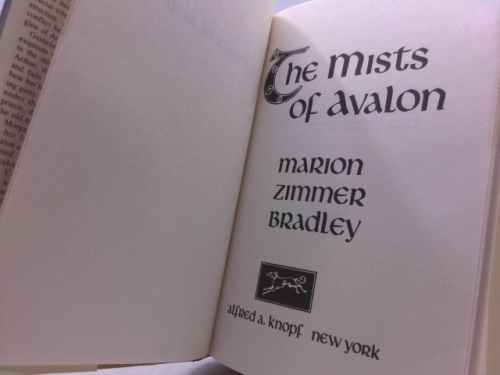 The Mists
of Avalon
Marion
Zimmer
Bradley
alfred a. knopf new york